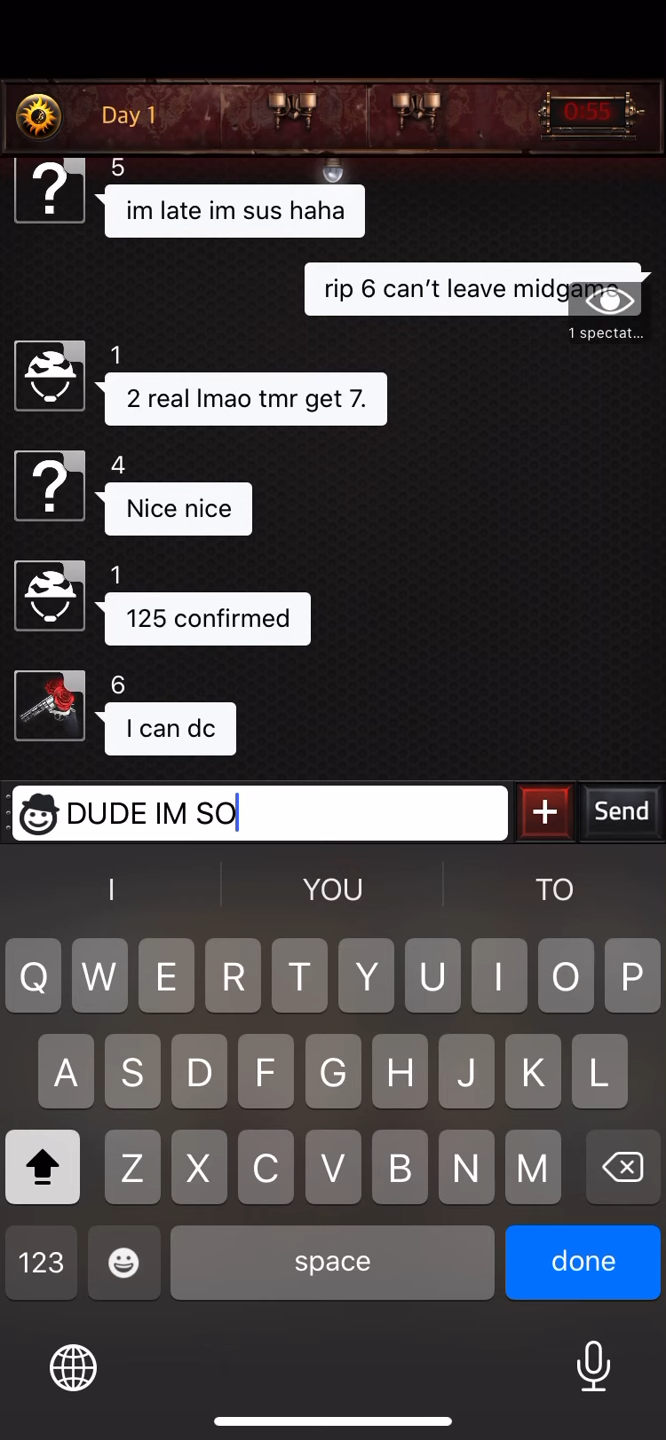 Day 1
0:55
5
im late im sus haha
rip 6 can’t leave midgame
1 spectat...
1
2 real lmao tmr get 7.
4
Nice nice
1
125 confirmed
6
I can dc
DUDE IM SO
+
Send
I YOU TO
Q W E R T Y U I O P
A S D F G H J K L
Z X C V B N M
123 space done